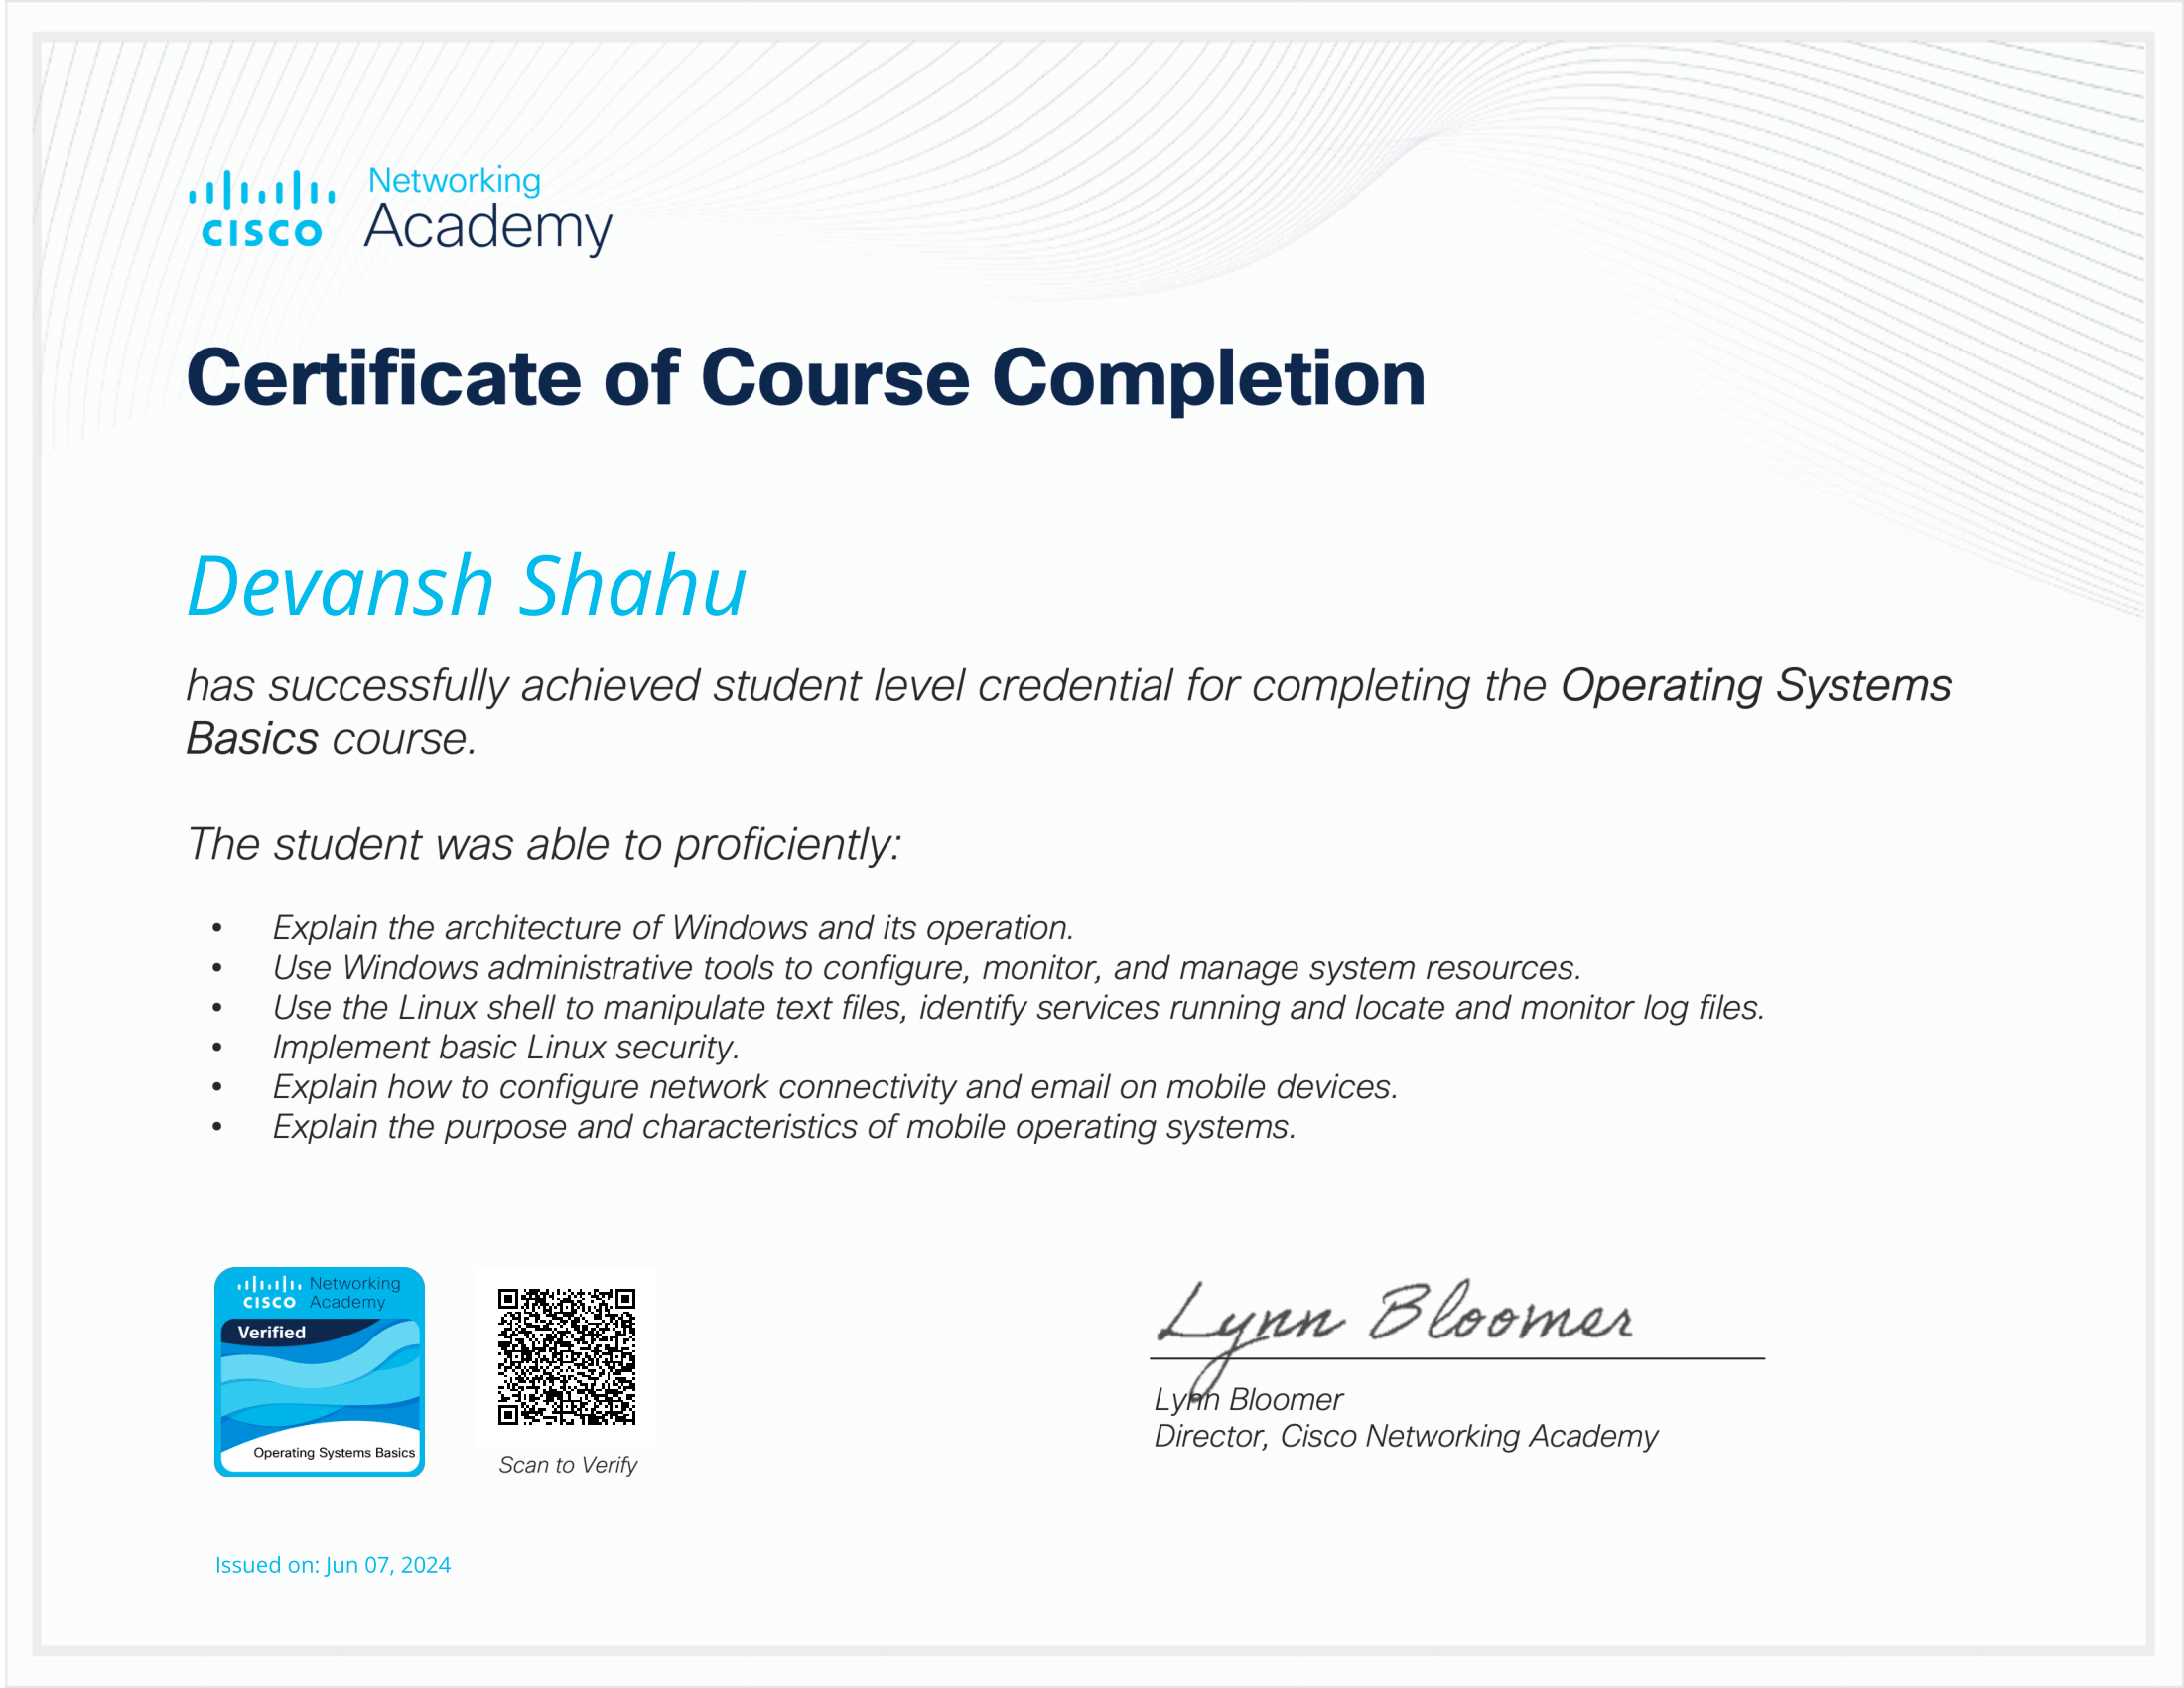 Networking
CISCO Academy
Certificate of Course Completion
Devansh Shahu
has successfully achieved student level credential for completing the Operating Systems
Basics course.
The student was able to proficiently:
• Explain the architecture of Windows and its operation.
• Use Windows administrative tools to configure, monitor, and manage system resources.
• Use the Linux shell to manipulate text files, identify services running and locate and monitor log files.
• Implement basic Linux security.
• Explain how to configure network connectivity and email on mobile devices.
• Explain the purpose and characteristics of mobile operating systems.
Networking
CISCO Academy
Verified
Operating Systems Basics
Scan to Verify
Lynn Bloomer
Lynn Bloomer
Director, Cisco Networking Academy
Issued on: Jun 07, 2024